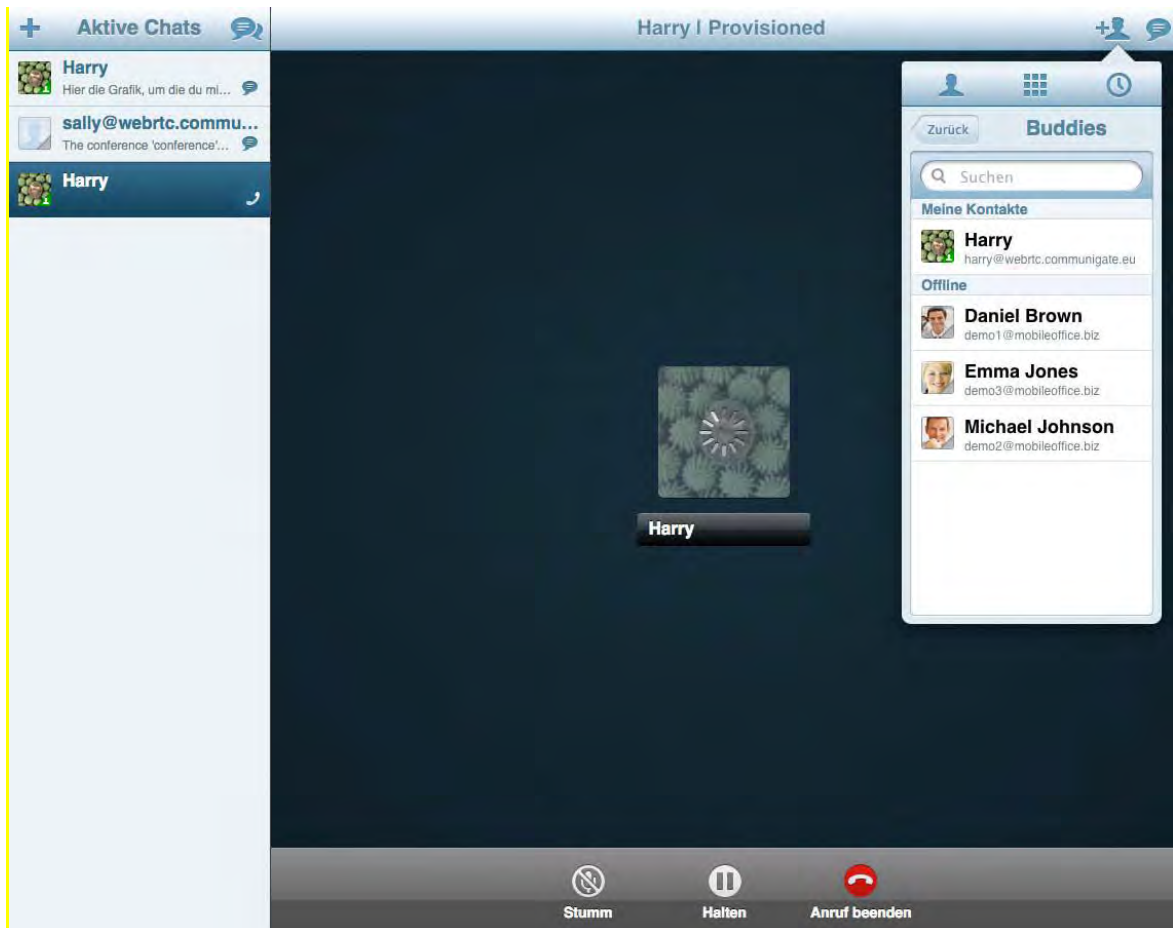 Aktive Chats
Harry
Hier die Grafik, um die du mi...
sally@webrtc.commu...
The conference 'conference'...
Harry
Harry | Provisioned
Zurück
Buddies
Suchen
Meine Kontakte
Harry
harry@webrtc.communigate.eu
Offline
Daniel Brown
demo1@mobileoffice.biz
Emma Jones
demo3@mobileoffice.biz
Michael Johnson
demo2@mobileoffice.biz
Harry
Stumm
Halten
Anruf beenden